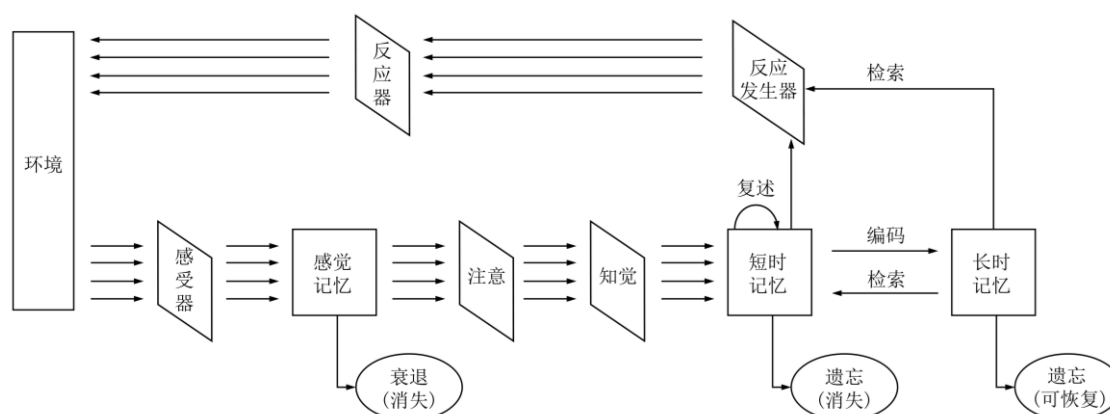 反应器
反应
发生器
检索
环境
复述
感受器
感觉
记忆
注意
知觉
短时
记忆
编码
检索
长时
记忆
衰退
(消失)
遗忘
(消失)
遗忘
(可恢复)